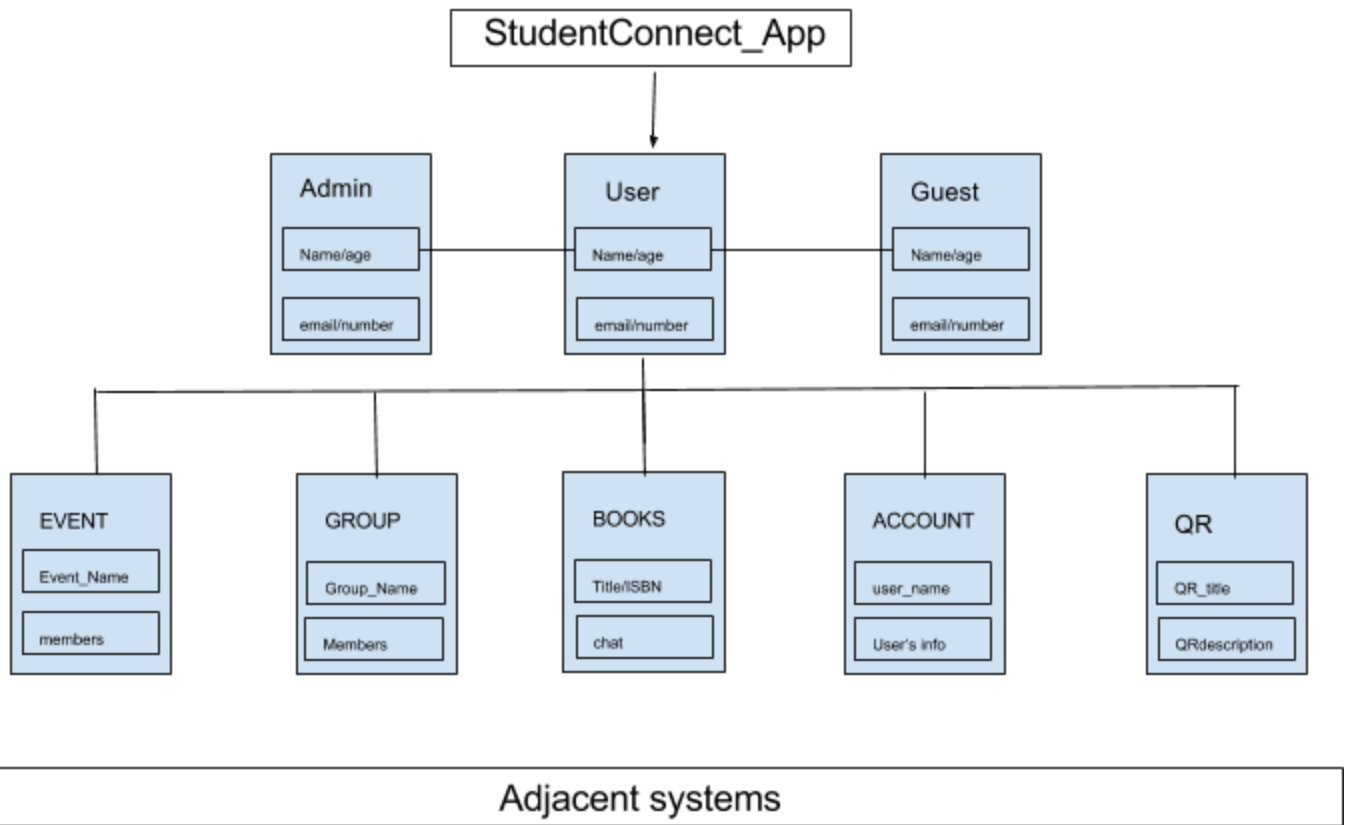 StudentConnect_App
Admin
User
Guest
Name/age
Name/age
Name/age
email/number
email/number
email/number
EVENT
GROUP
BOOKS
ACCOUNT
QR
Event_Name
Group_Name
Title/ISBN
user_name
QR_title
members
Members
chat
User's info
QRdescription
Adjacent systems